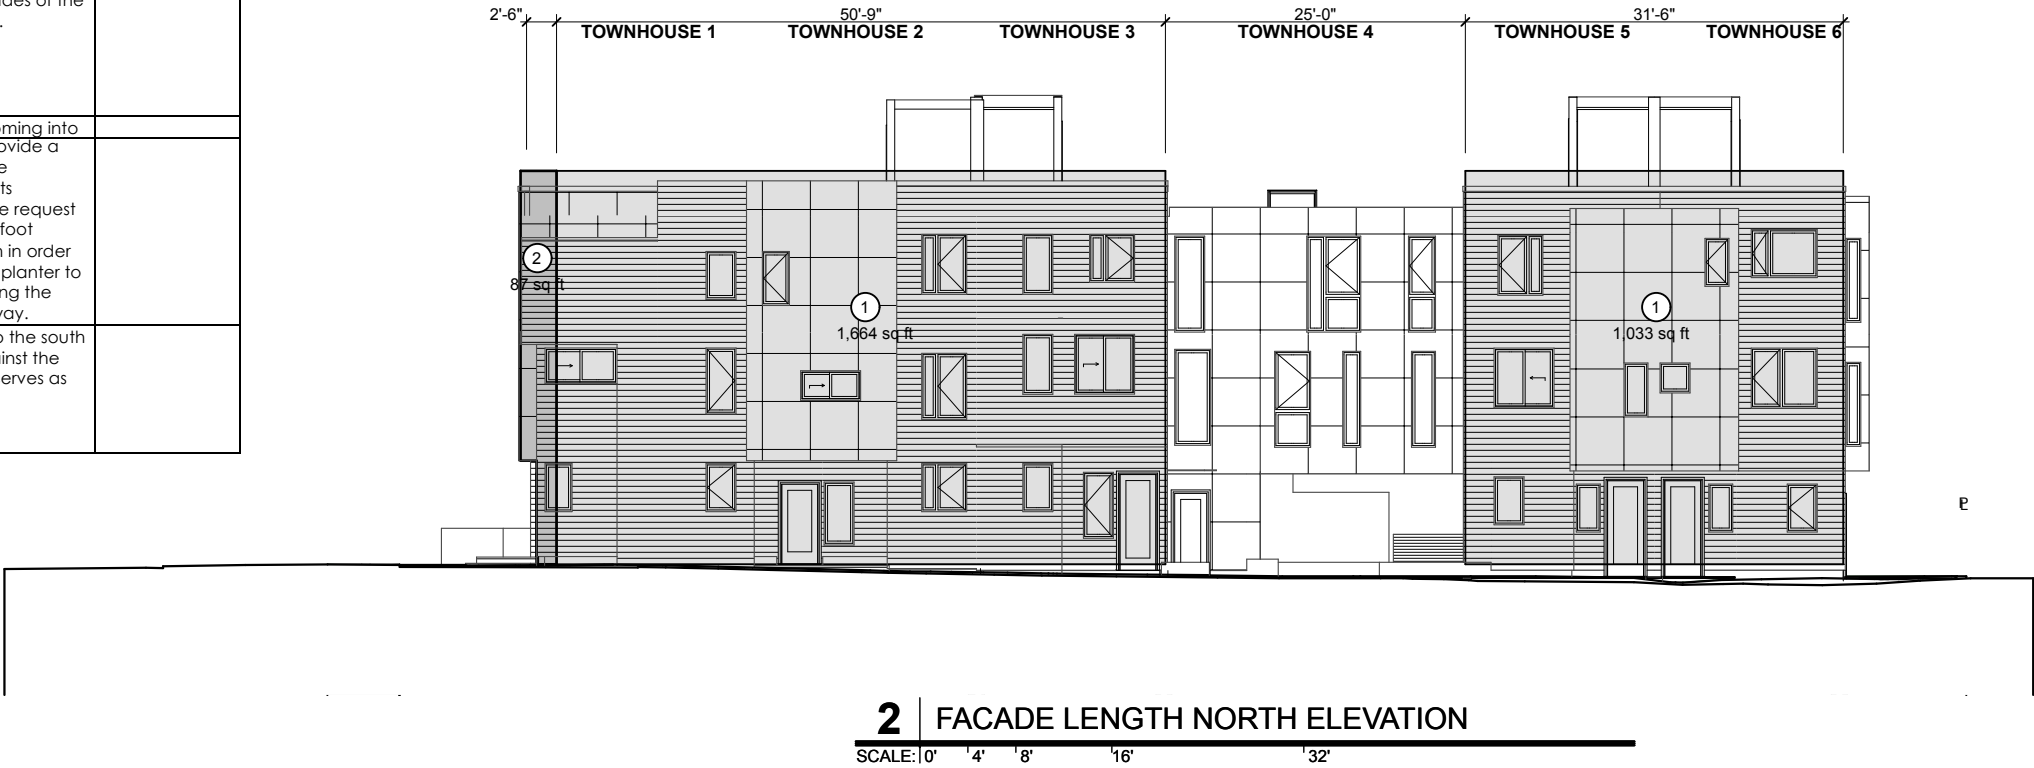 des of the
.
ming into
ovide a
e
ts
e request
foot
n in order
planter to
ng the
vay.
o the south
inst the
erves as
2'-6" 50'-9" 25'-0" 31'-6"
TOWNHOUSE 1 TOWNHOUSE 2 TOWNHOUSE 3 TOWNHOUSE 4 TOWNHOUSE 5 TOWNHOUSE 6
2
87 sq ft
1
1,664 sq ft
1
1,033 sq ft
PL
2 FACADE LENGTH NORTH ELEVATION
SCALE: 0' 4' 8' 16' 32'